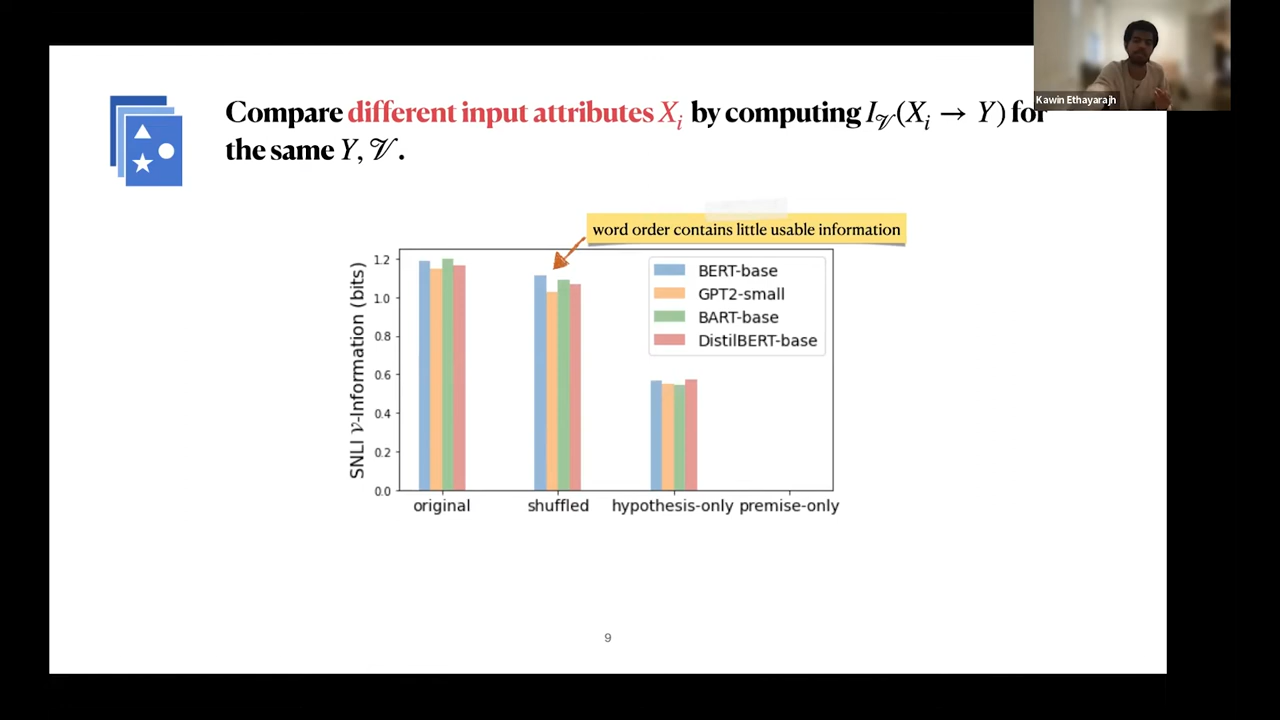 Kawin Ethayarajh
Compare different input attributes Xᵢ by computing I𝒱(Xᵢ → Y) for
the same Y, 𝒱.
word order contains little usable information
SNLI 𝒱-Information (bits)
1.2
1.0
0.8
0.6
0.4
0.2
0.0
BERT-base
GPT2-small
BART-base
DistilBERT-base
original shuffled hypothesis-only premise-only
9